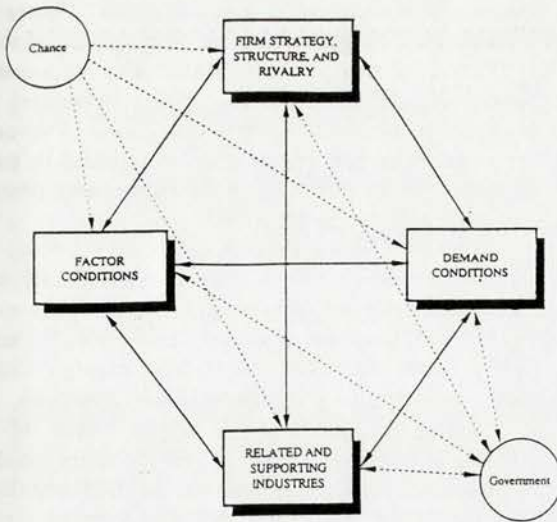 Chance
FIRM STRATEGY,
STRUCTURE, AND
RIVALRY
FACTOR
CONDITIONS
DEMAND
CONDITIONS
RELATED AND
SUPPORTING
INDUSTRIES
Government